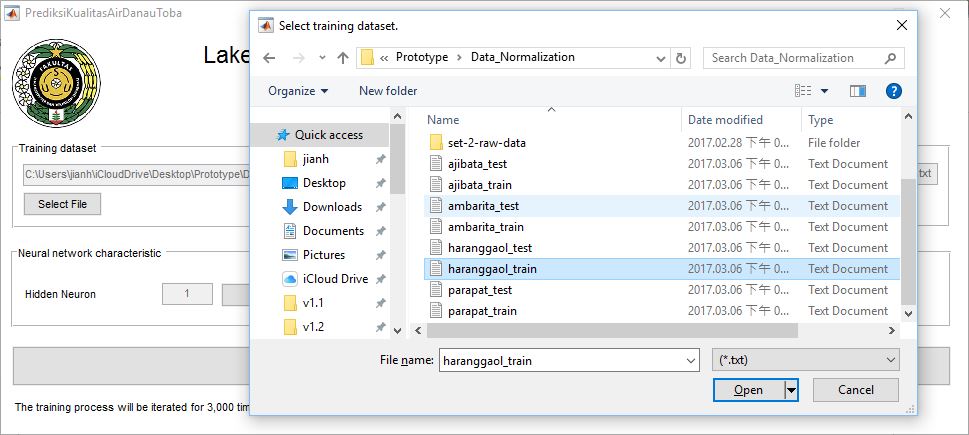 PrediksiKualitasAirDanauToba
Lake
FAKULTAS
Training dataset
C:\Users\jianh\iCloudDrive\Desktop\Prototype\D
.txt
Select File
Neural network characteristic
Hidden Neuron 1
The training process will be iterated for 3,000 tim
Select training dataset.
« Prototype > Data_Normalization
Search Data_Normalization
Organize New folder
Quick access
jianh
Desktop
Downloads
Documents
Pictures
iCloud Drive
v1.1
v1.2
Name Date modified Type
set-2-raw-data 2017.02.28 下午 0... File folder
ajibata_test 2017.03.06 下午 0... Text Document
ajibata_train 2017.03.06 下午 0... Text Document
ambarita_test 2017.03.06 下午 0... Text Document
ambarita_train 2017.03.06 下午 0... Text Document
haranggaol_test 2017.03.06 下午 0... Text Document
haranggaol_train 2017.03.06 下午 0... Text Document
parapat_test 2017.03.06 下午 0... Text Document
parapat_train 2017.03.06 下午 0... Text Document
File name: haranggaol_train (*.txt)
Open Cancel